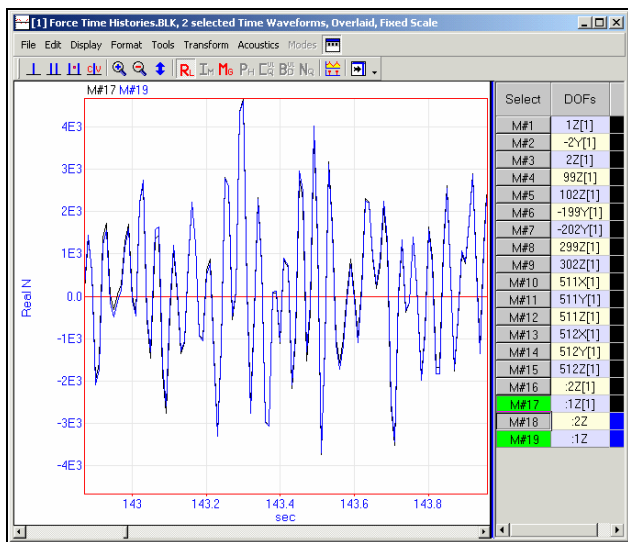 [1] Force Time Histories.BLK, 2 selected Time Waveforms, Overlaid, Fixed Scale
File Edit Display Format Tools Transform Acoustics Modes
RL IM MG PH
M#17 M#19
4E3
3E3
2E3
1E3
0.0
-1E3
-2E3
-3E3
-4E3
Real N
143 143.2 143.4 143.6 143.8
sec
Select DOFs
M#1 1Z[1]
M#2 -2Y[1]
M#3 2Z[1]
M#4 99Z[1]
M#5 102Z[1]
M#6 -199Y[1]
M#7 -202Y[1]
M#8 299Z[1]
M#9 302Z[1]
M#10 511X[1]
M#11 511Y[1]
M#12 511Z[1]
M#13 512X[1]
M#14 512Y[1]
M#15 512Z[1]
M#16 :2Z[1]
M#17 :1Z[1]
M#18 :2Z
M#19 :1Z